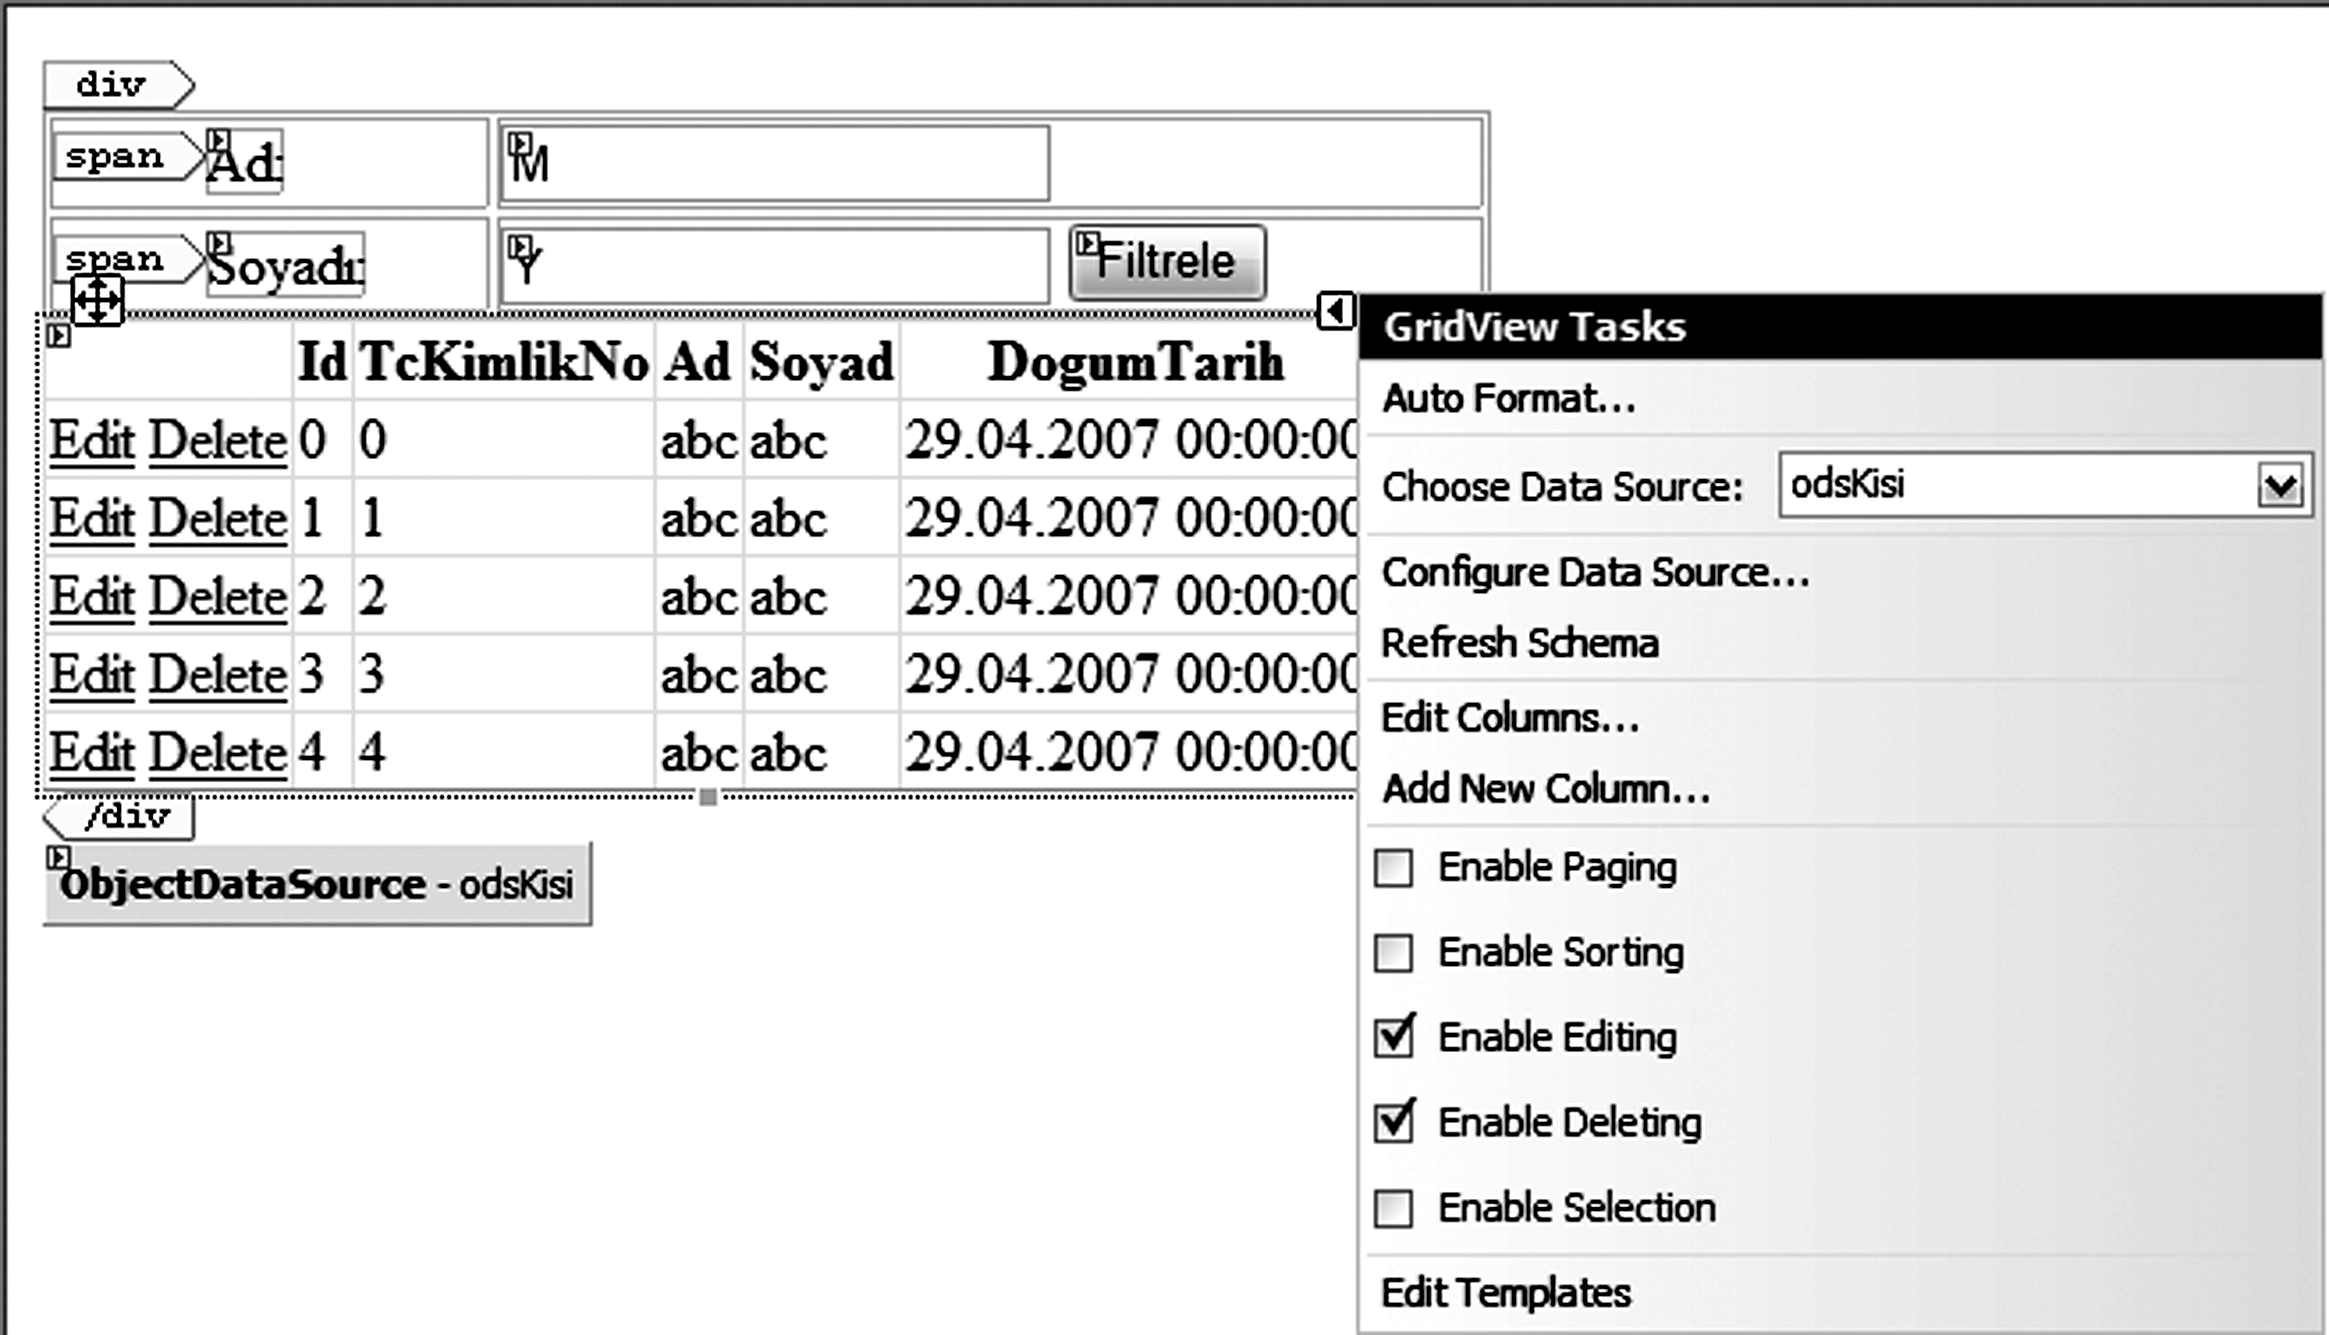 div
span Adı
M
span Soyadı:
Y
Filtrele
Id TcKimlikNo Ad Soyad DogumTarih
Edit Delete 0 0 abc abc 29.04.2007 00:00:00
Edit Delete 1 1 abc abc 29.04.2007 00:00:00
Edit Delete 2 2 abc abc 29.04.2007 00:00:00
Edit Delete 3 3 abc abc 29.04.2007 00:00:00
Edit Delete 4 4 abc abc 29.04.2007 00:00:00
/div
ObjectDataSource - odsKisi
GridView Tasks
Auto Format...
Choose Data Source: odsKisi
Configure Data Source...
Refresh Schema
Edit Columns...
Add New Column...
Enable Paging
Enable Sorting
Enable Editing
Enable Deleting
Enable Selection
Edit Templates